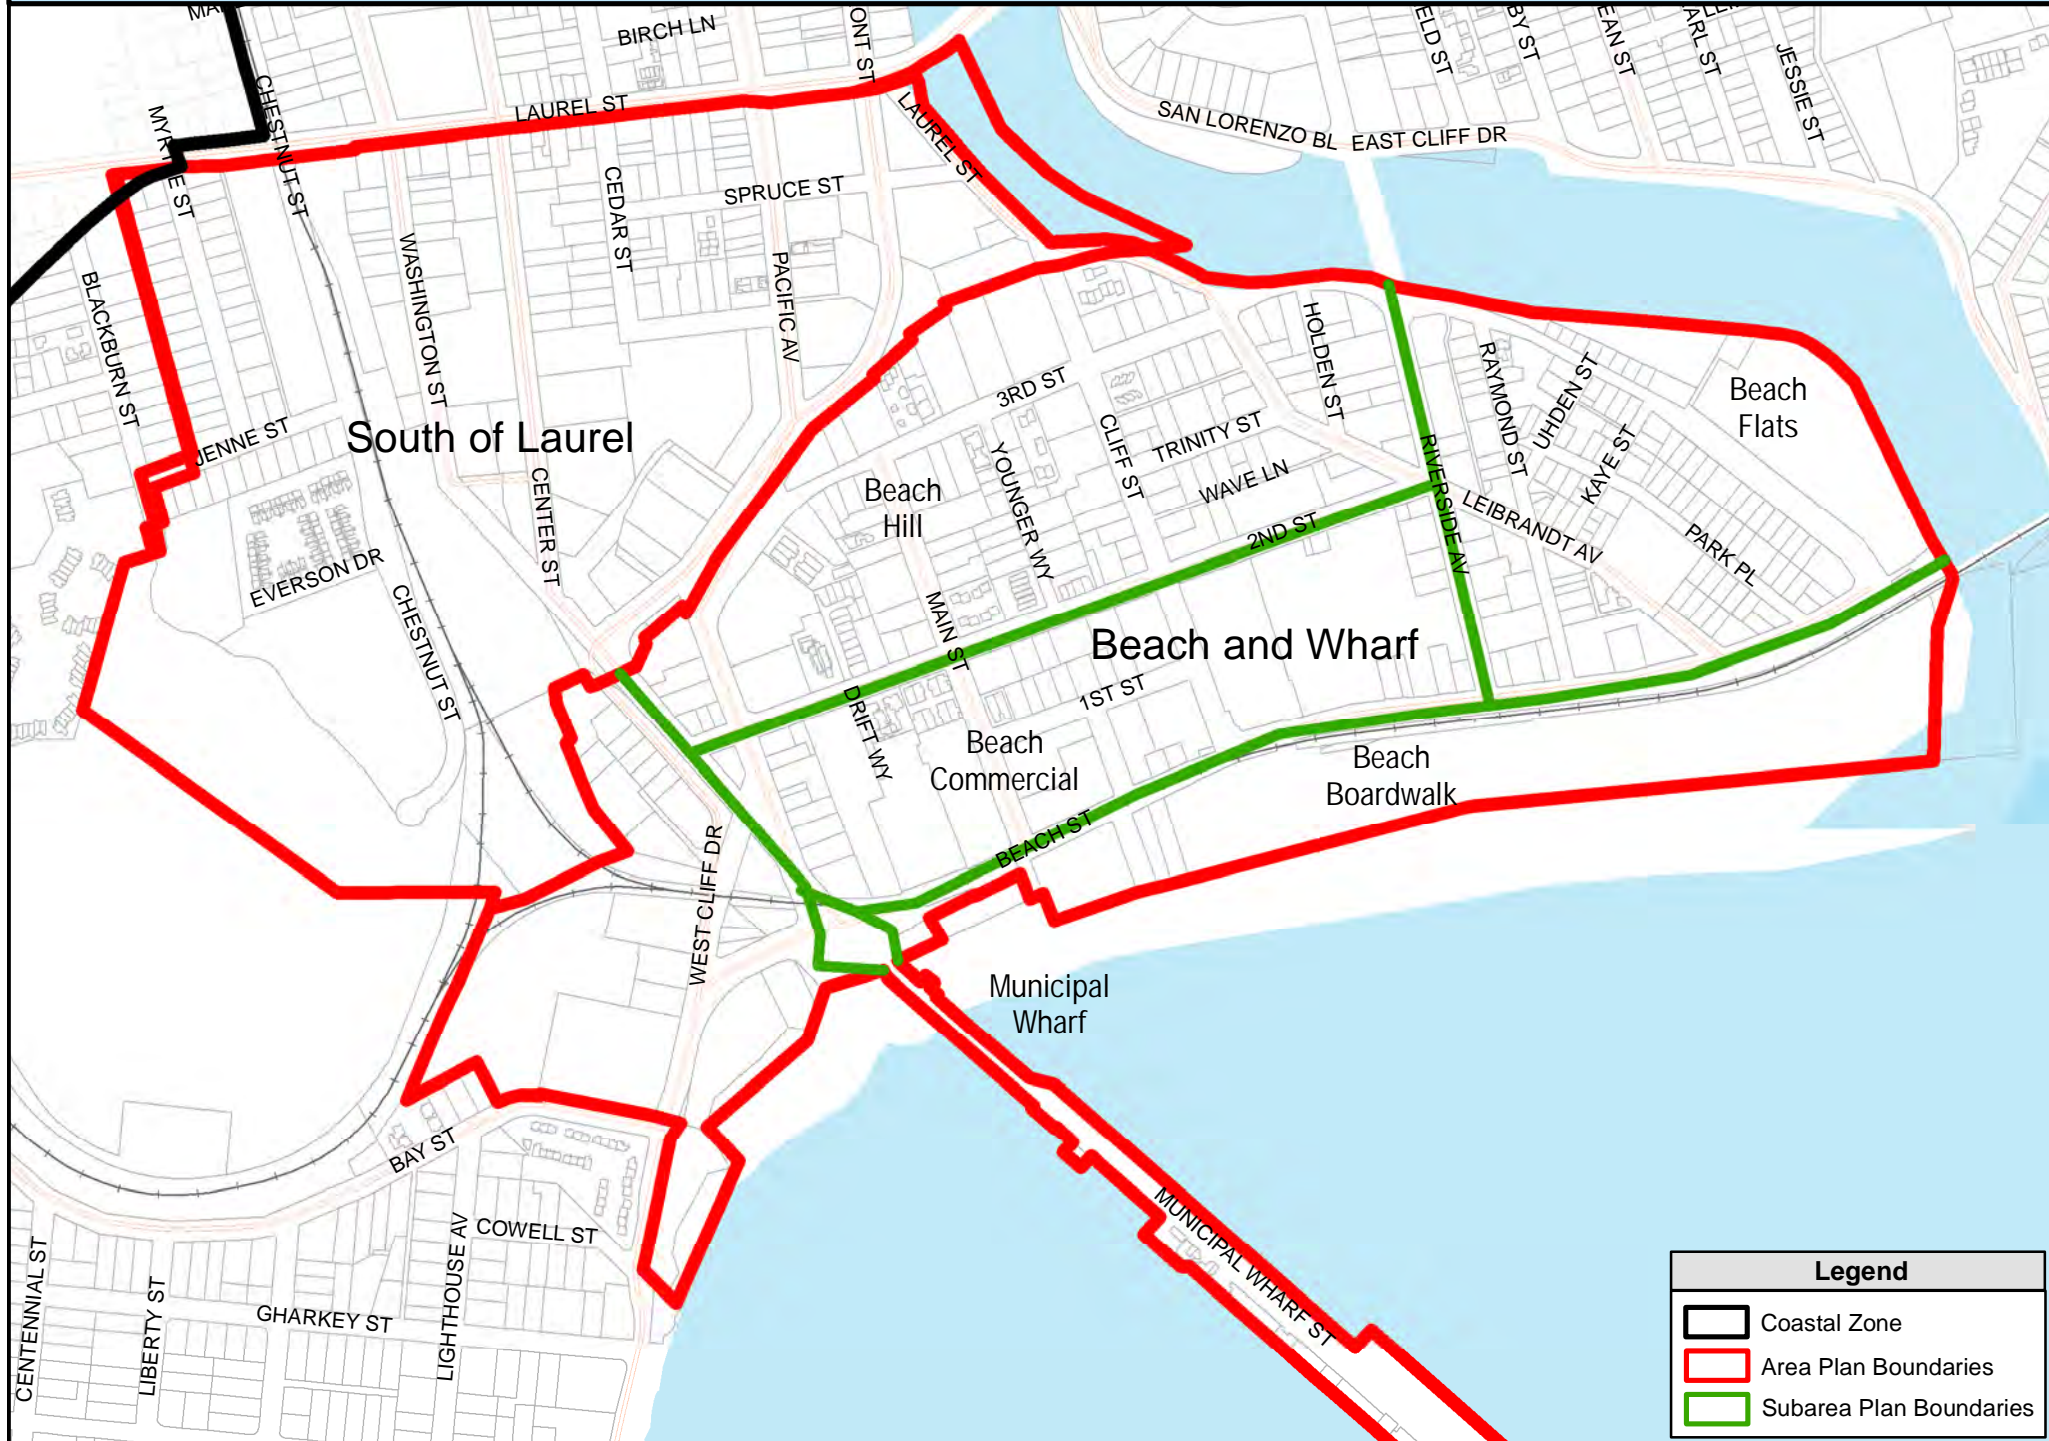 BIRCH LN
LAUREL ST
CHESTNUT ST
SAN LORENZO BL
EAST CLIFF DR
JESSIE ST
LAUREL ST
SPRUCE ST
CEDAR ST
WASHINGTON ST
PACIFIC AV
BLACKBURN ST
HOLDEN ST
RAYMOND ST
UHDEN ST
KAYE ST
Beach
Flats
3RD ST
CLIFF ST
TRINITY ST
WAVE LN
YOUNGER WY
JENNE ST
South of Laurel
CENTER ST
Beach
Hill
2ND ST
RIVERSIDE AV
LEIBRANDT AV
PARK PL
EVERSON DR
CHESTNUT ST
MAIN ST
Beach and Wharf
1ST ST
DRIFT WY
Beach
Commercial
Beach
Boardwalk
BEACH ST
WEST CLIFF DR
Municipal
Wharf
BAY ST
MUNICIPAL WHARF ST
COWELL ST
LIGHTHOUSE AV
CENTENNIAL ST
LIBERTY ST
GHARKEY ST
Legend
Coastal Zone
Area Plan Boundaries
Subarea Plan Boundaries